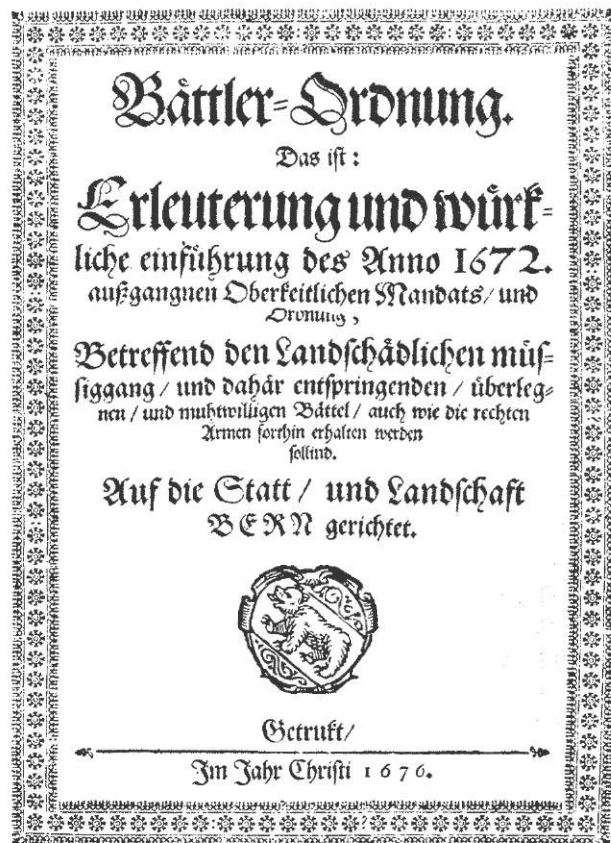 Bättler-Ordnung.
Das ist:
Erleuterung und würk-
liche einführung des Anno 1672.
außgangnen Oberkeitlichen Mandats/ und
Ordnung,
Betreffend den Landschädlichen müs-
siggang / und dahär entspringenden / überleg-
nen / und muhtwilligen Bättel / auch wie die rechten
Armen forthin erhalten werden
sollind.
Auf die Statt / und Landschaft
BERN gerichtet.
Getrukt/
Im Jahr Christi 1676.